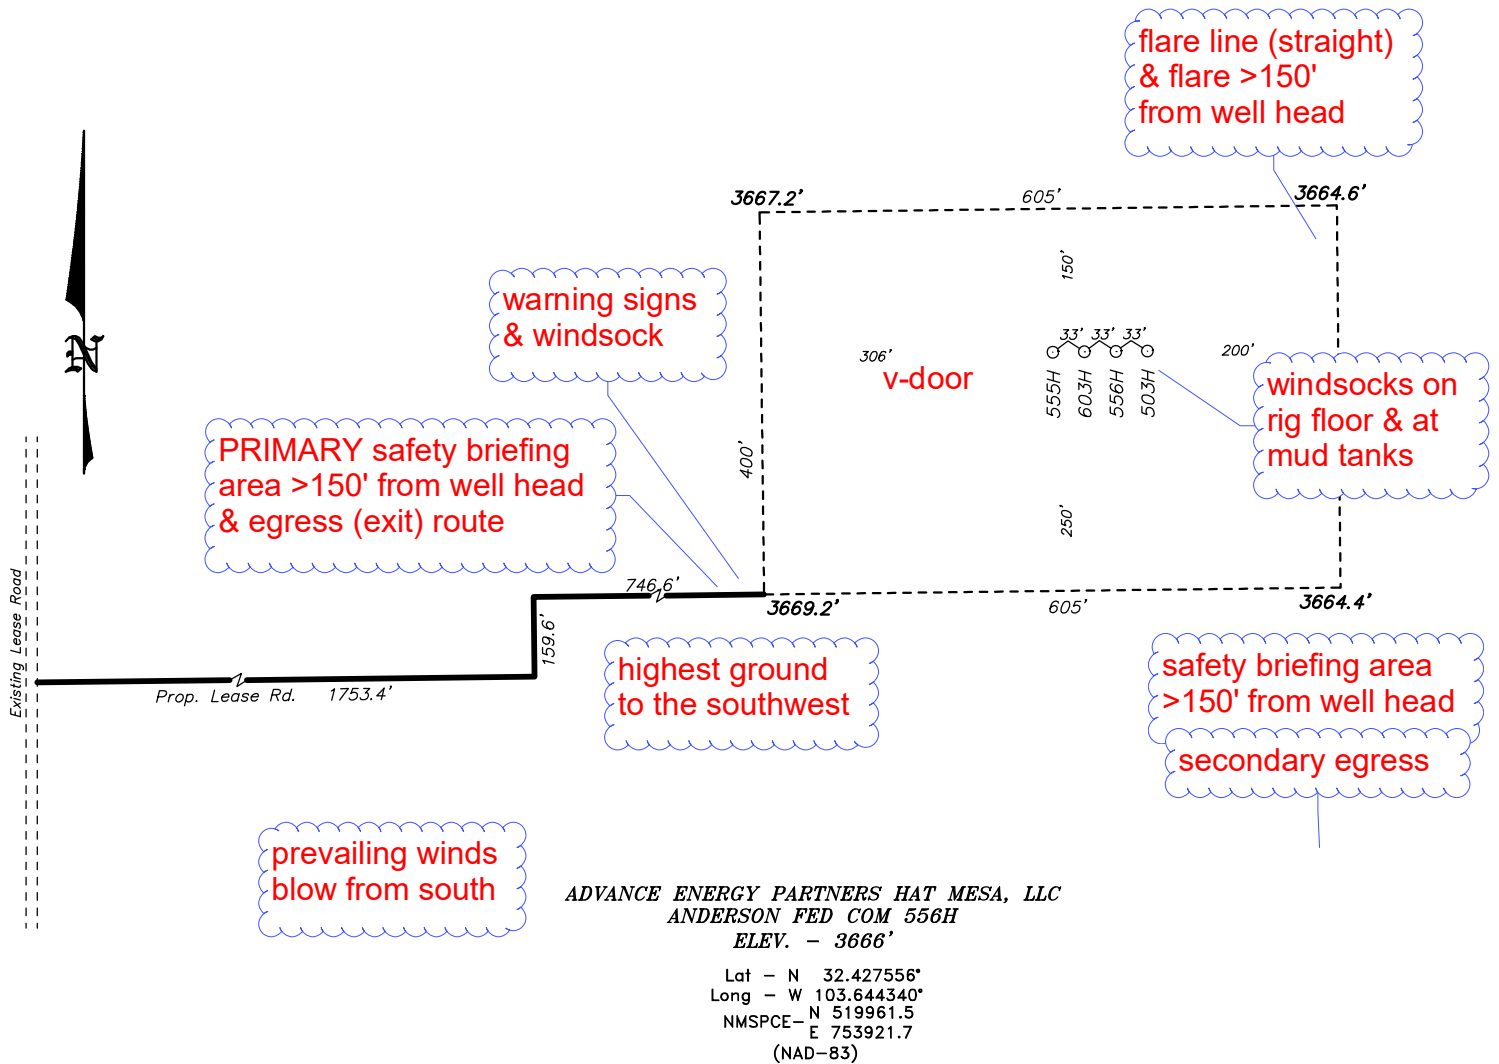 flare line (straight)
& flare >150'
from well head
3667.2'
605'
3664.6'
150'
warning signs
& windsock
33' 33' 33'
306'
v-door
200'
555H
603H
556H
503H
windsocks on
rig floor & at
mud tanks
PRIMARY safety briefing
area >150' from well head
& egress (exit) route
400'
250'
N
Existing Lease Road
746.6'
3669.2'
605'
3664.4'
159.6'
highest ground
to the southwest
safety briefing area
>150' from well head
secondary egress
Prop. Lease Rd. 1753.4'
prevailing winds
blow from south
ADVANCE ENERGY PARTNERS HAT MESA, LLC
ANDERSON FED COM 556H
ELEV. - 3666'
Lat - N 32.427556°
Long - W 103.644340°
NMSPCE- N 519961.5
E 753921.7
(NAD-83)